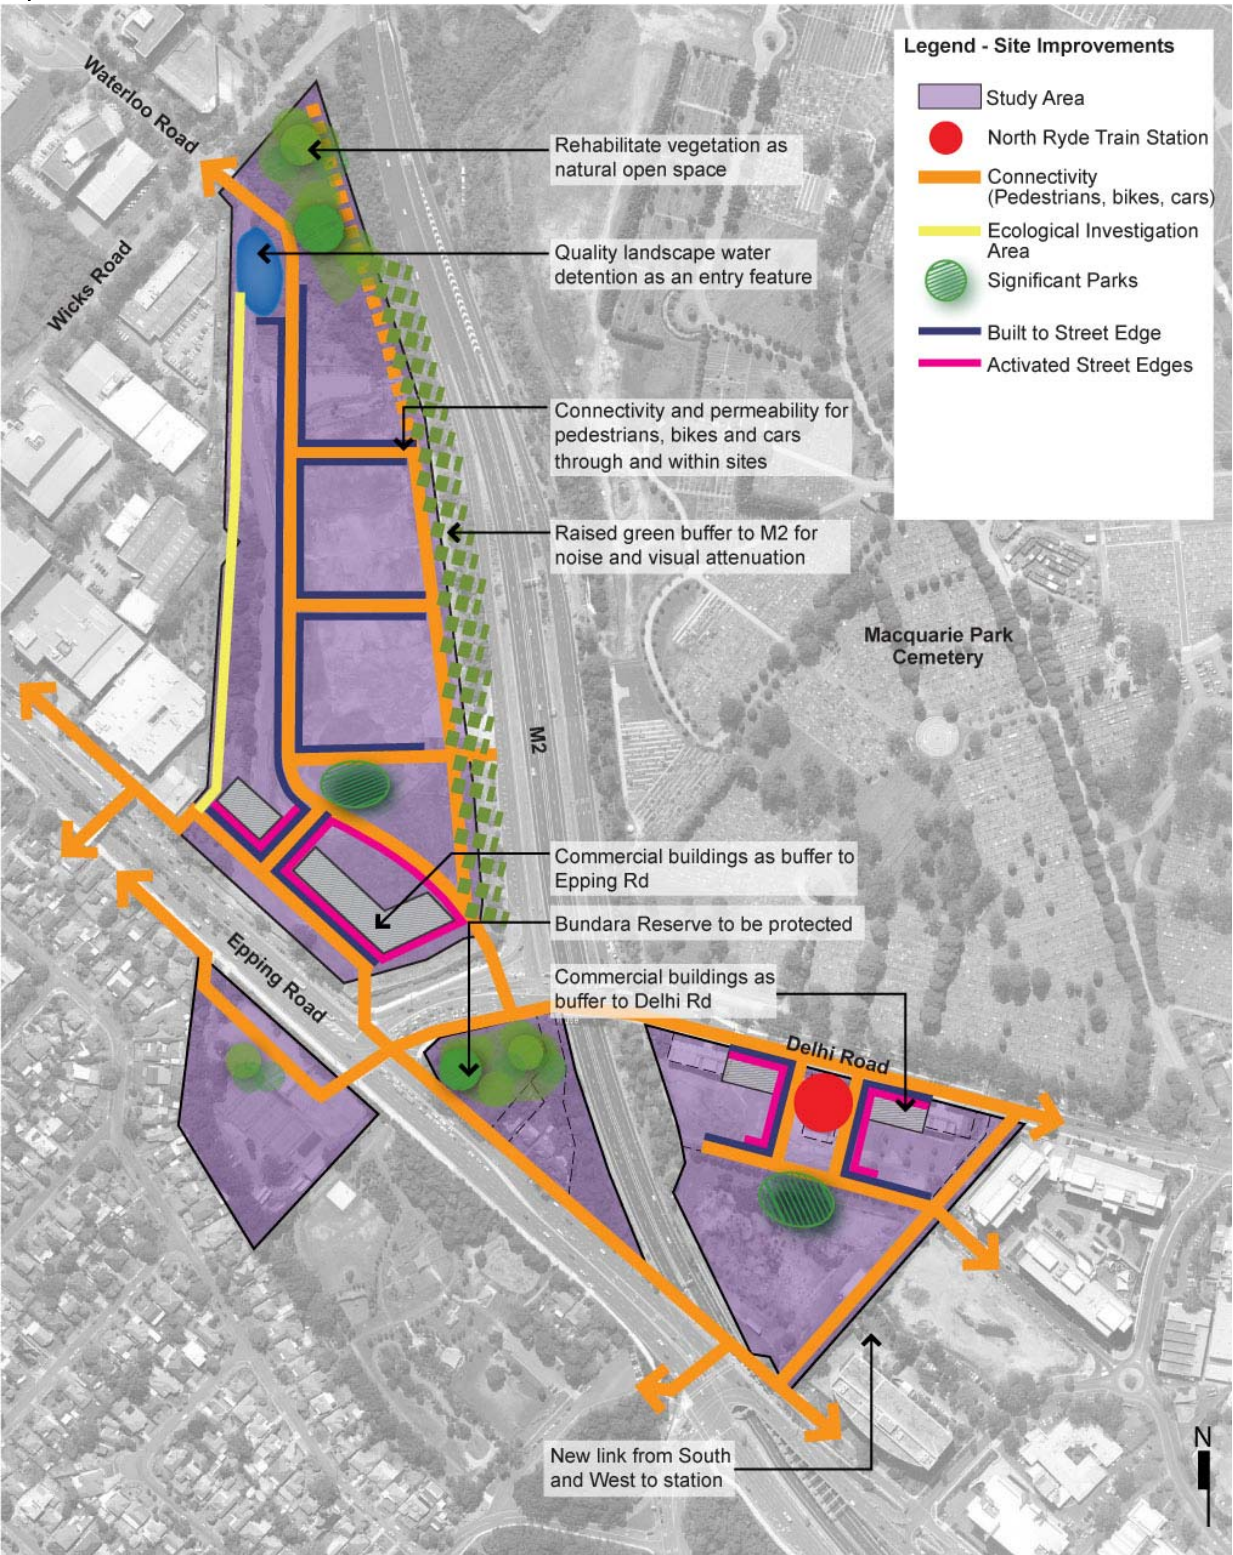 Legend - Site Improvements
Study Area
North Ryde Train Station
Connectivity
(Pedestrians, bikes, cars)
Ecological Investigation
Area
Significant Parks
Built to Street Edge
Activated Street Edges
Waterloo Road
Wicks Road
Rehabilitate vegetation as
natural open space
Quality landscape water
detention as an entry feature
Connectivity and permeability for
pedestrians, bikes and cars
through and within sites
Raised green buffer to M2 for
noise and visual attenuation
Macquarie Park
Cemetery
M2
Commercial buildings as buffer to
Epping Rd
Bundara Reserve to be protected
Epping Road
Commercial buildings as
buffer to Delhi Rd
Delhi Road
New link from South
and West to station
N